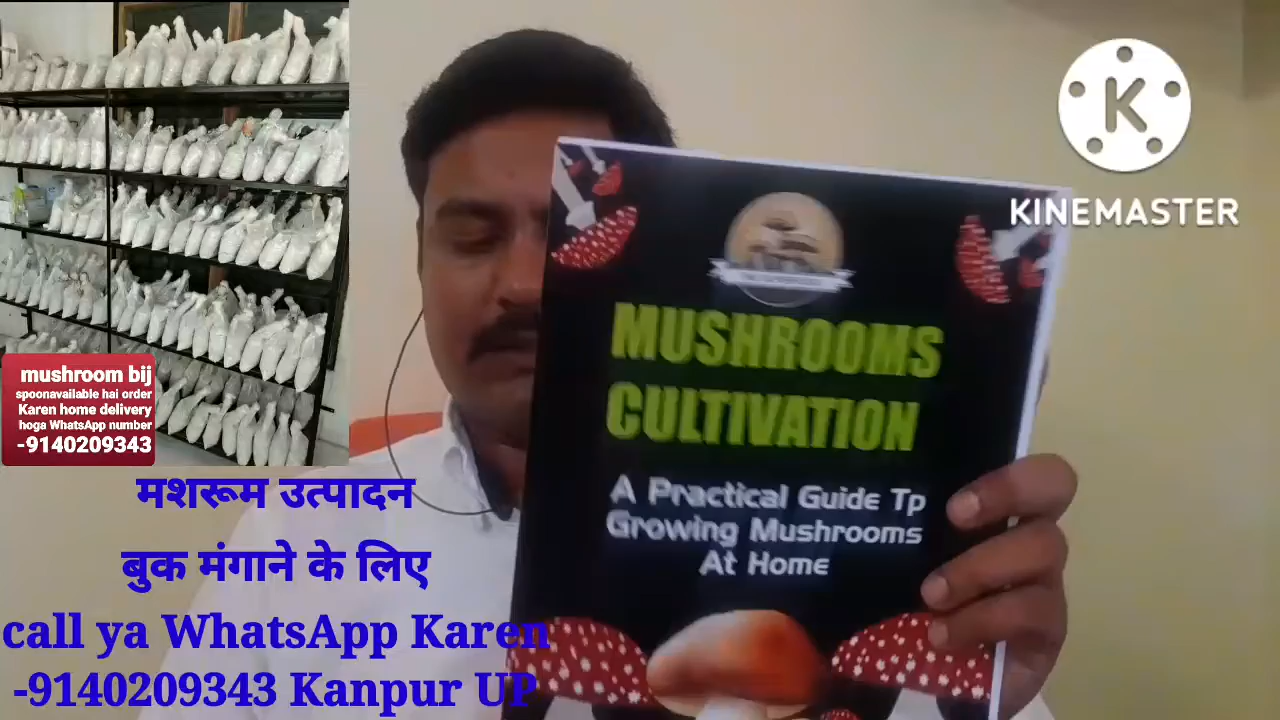 KINEMASTER
MUSHROOMS
CULTIVATION
A Practical Guide Tp
Growing Mushrooms
At Home
mushroom bij
spoonavailable hai order
Karen home delivery
hoga WhatsApp number
-9140209343
मशरूम उत्पादन
बुक मंगाने के लिए
call ya WhatsApp Karen
-9140209343 Kanpur UP